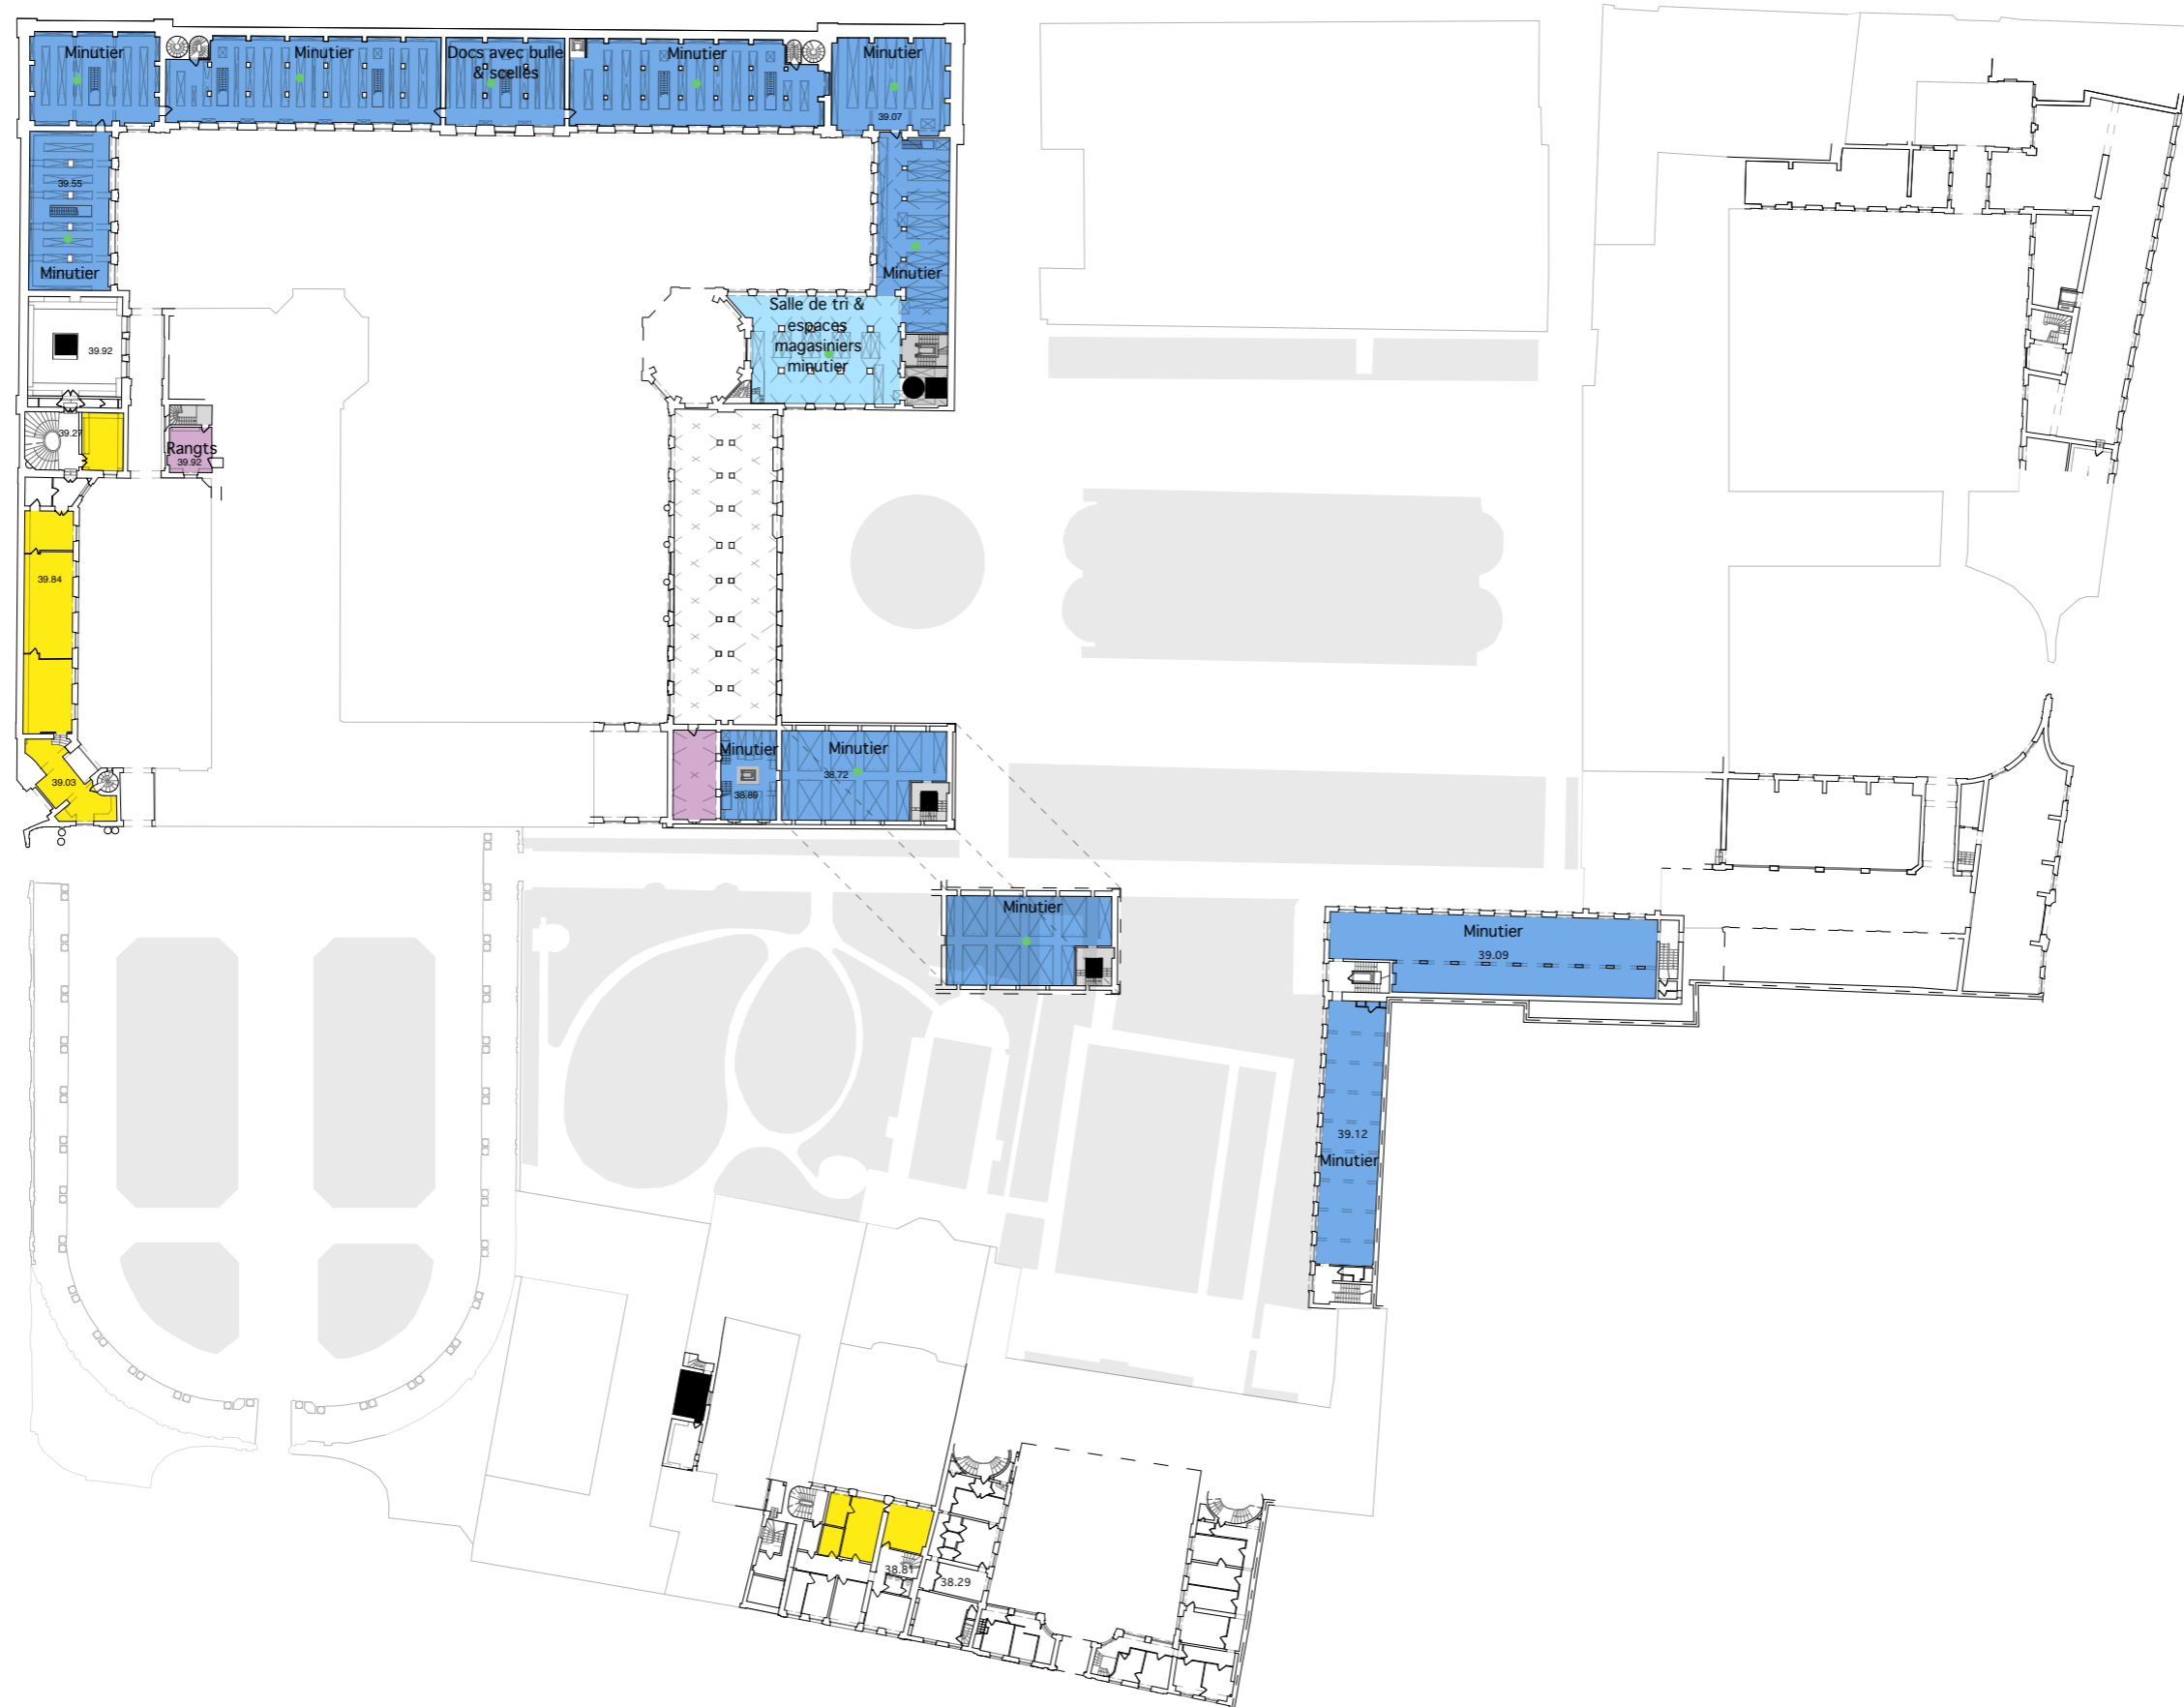 Minutier
Minutier
Docs avec bulle
& scellés
Minutier
Minutier
39.07
39.55
Minutier
Minutier
Salle de tri &
espaces
magasiniers
minutier
39.92
39.27
Rangts
39.92
39.84
39.03
Minutier
38.89
Minutier
38.72
Minutier
Minutier
39.09
39.12
Minutier
38.81
38.29